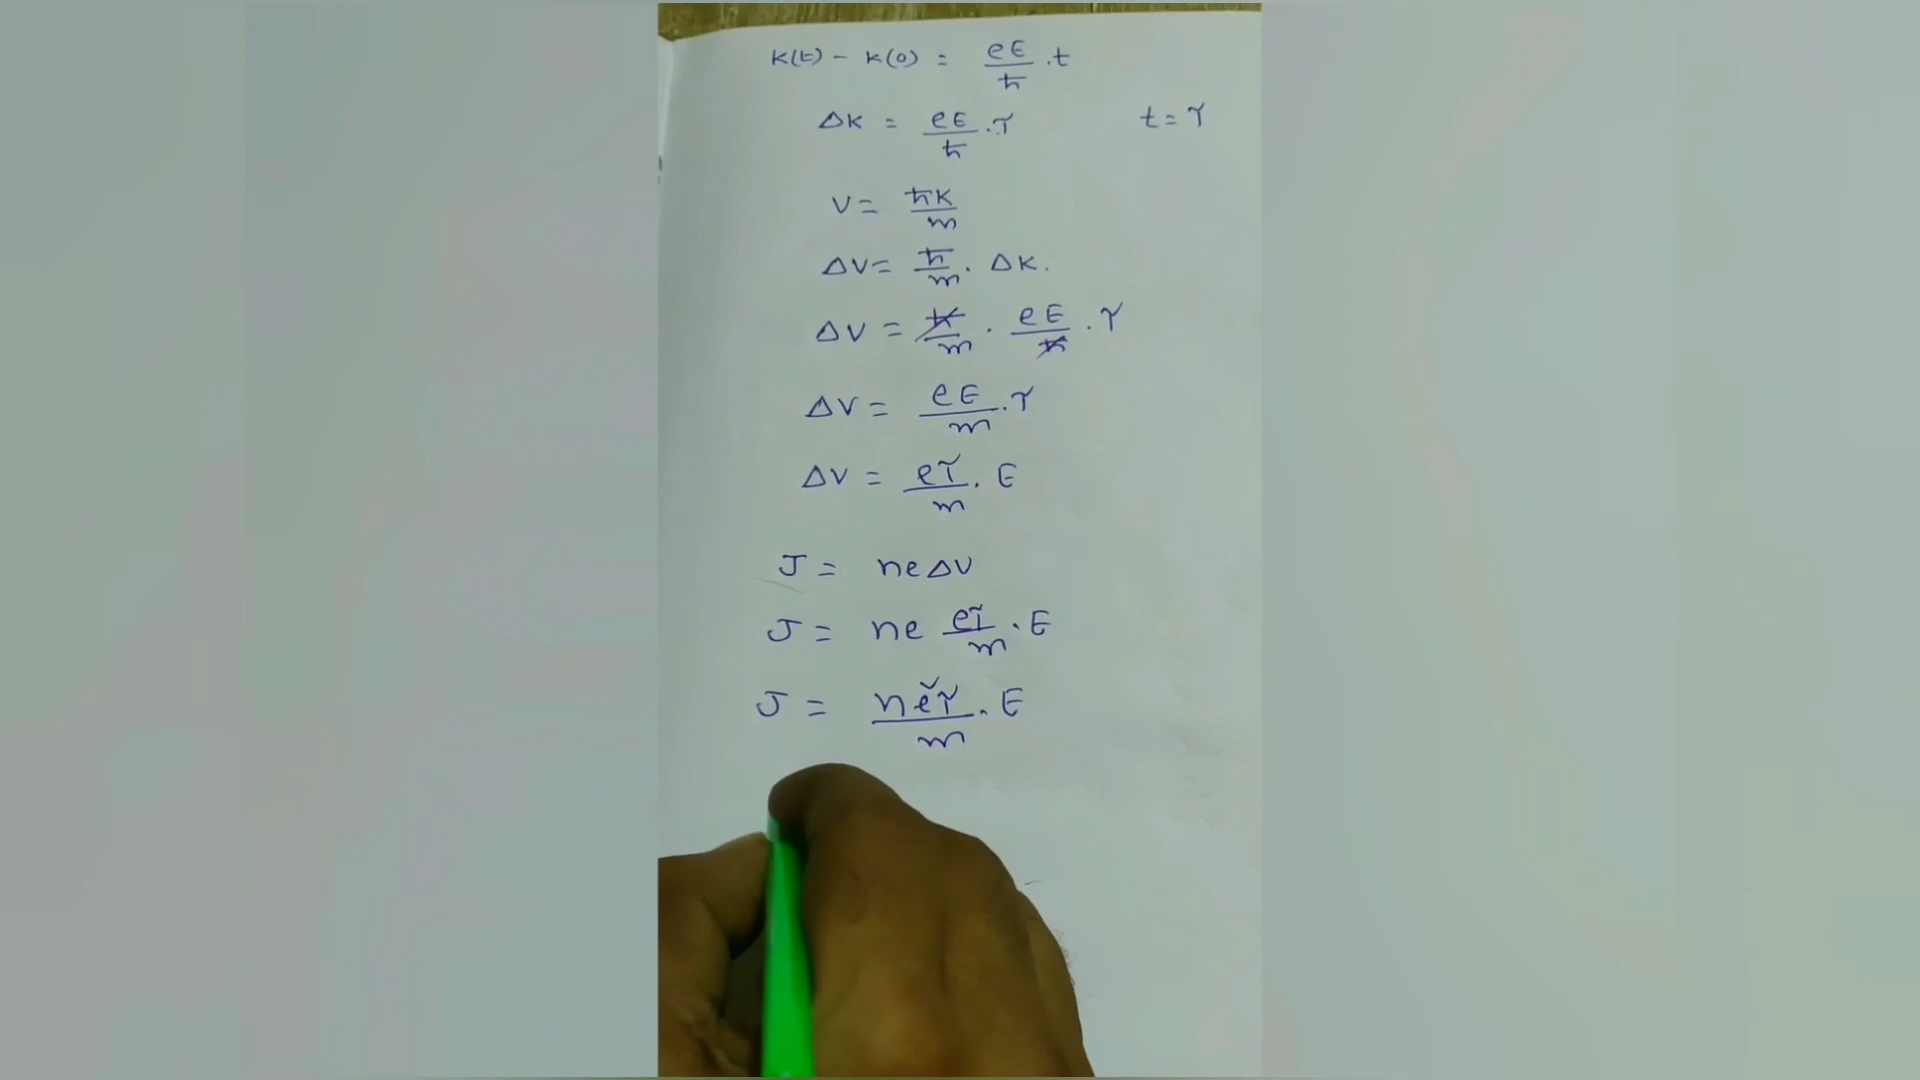 K(t) - K(0) = eE/ħ . t
ΔK = eE/ħ . τ t = τ
V = ħK/m
ΔV = ħ/m . ΔK.
ΔV = ħ/m . eE/ħ . τ
ΔV = eE/m . τ
ΔV = eτ/m . E
J = neΔV
J = ne eτ/m . E
J = ne²τ/m . E